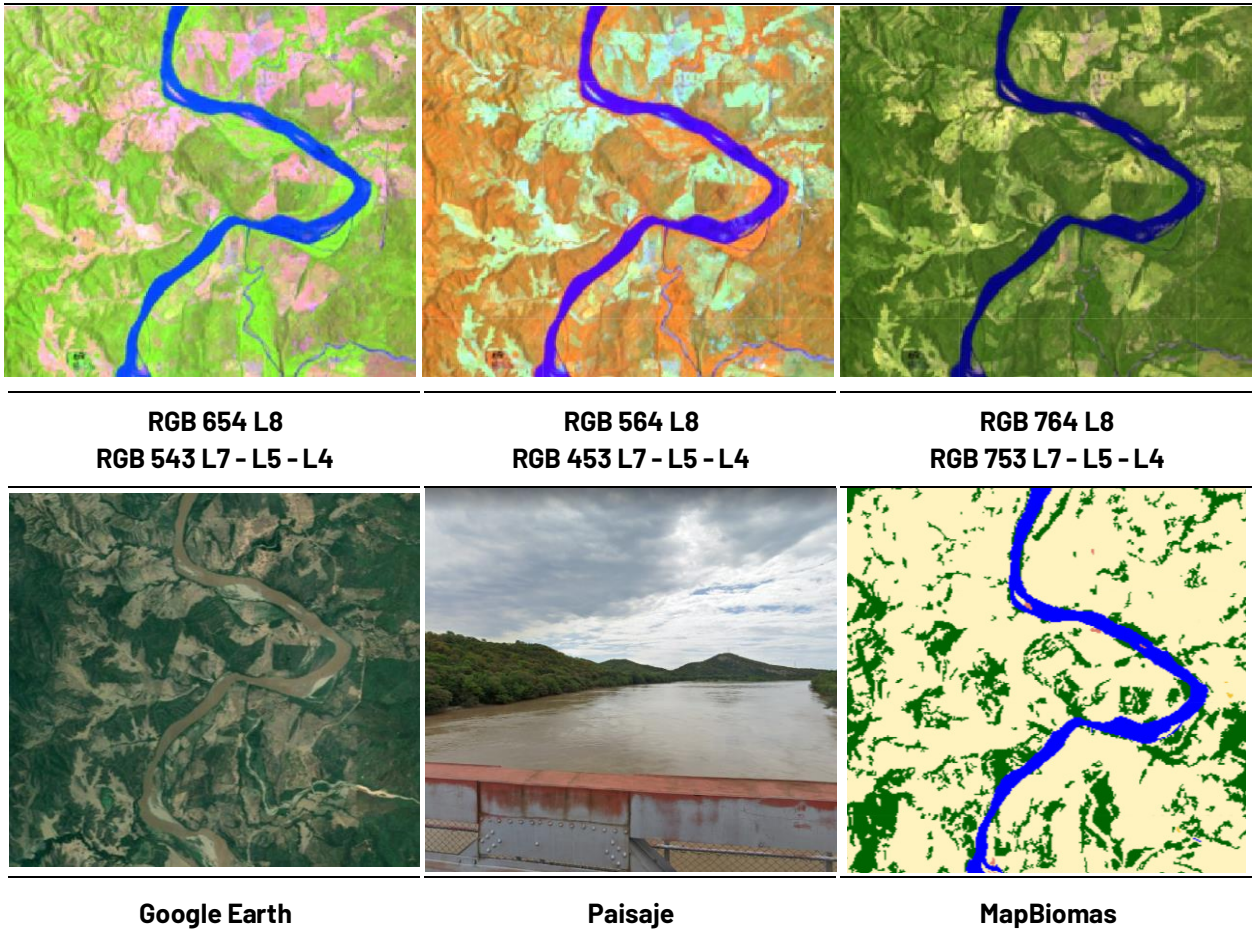 RGB 654 L8
RGB 543 L7 - L5 - L4
RGB 564 L8
RGB 453 L7 - L5 - L4
RGB 764 L8
RGB 753 L7 - L5 - L4
Google Earth
Paisaje
MapBiomas